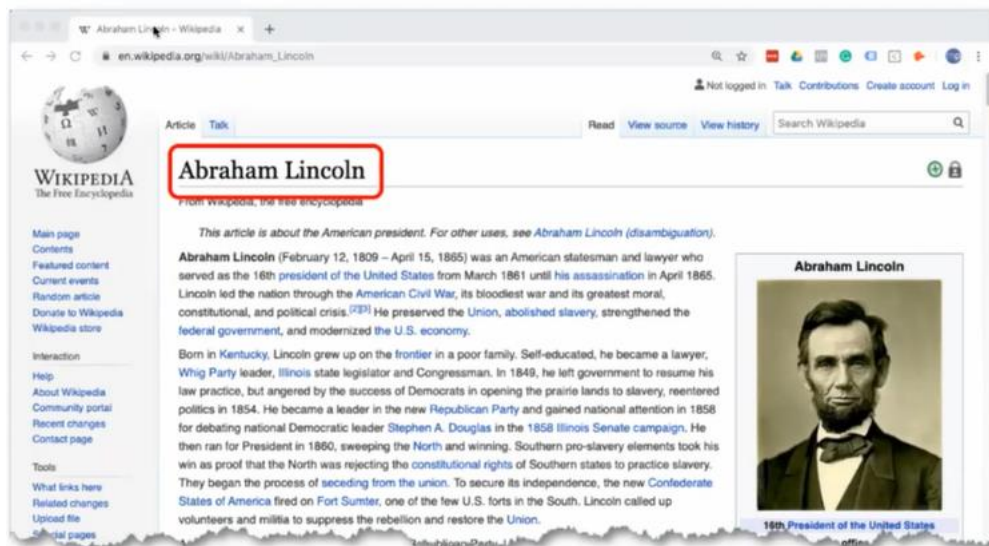 Abraham Lincoln - Wikipedia
en.wikipedia.org/wiki/Abraham_Lincoln
Not logged in Talk Contributions Create account Log in
Article Talk
Read View source View history Search Wikipedia
WIKIPEDIA
The Free Encyclopedia
Abraham Lincoln
From Wikipedia, the free encyclopedia
This article is about the American president. For other uses, see Abraham Lincoln (disambiguation).
Abraham Lincoln (February 12, 1809 – April 15, 1865) was an American statesman and lawyer who
served as the 16th president of the United States from March 1861 until his assassination in April 1865.
Lincoln led the nation through the American Civil War, its bloodiest war and its greatest moral,
constitutional, and political crisis.[2][3] He preserved the Union, abolished slavery, strengthened the
federal government, and modernized the U.S. economy.
Born in Kentucky, Lincoln grew up on the frontier in a poor family. Self-educated, he became a lawyer,
Whig Party leader, Illinois state legislator and Congressman. In 1849, he left government to resume his
law practice, but angered by the success of Democrats in opening the prairie lands to slavery, reentered
politics in 1854. He became a leader in the new Republican Party and gained national attention in 1858
for debating national Democratic leader Stephen A. Douglas in the 1858 Illinois Senate campaign. He
then ran for President in 1860, sweeping the North and winning. Southern pro-slavery elements took his
win as proof that the North was rejecting the constitutional rights of Southern states to practice slavery.
They began the process of seceding from the union. To secure its independence, the new Confederate
States of America fired on Fort Sumter, one of the few U.S. forts in the South. Lincoln called up
volunteers and militia to suppress the rebellion and restore the Union.
Abraham Lincoln
16th President of the United States
Main page
Contents
Featured content
Current events
Random article
Donate to Wikipedia
Wikipedia store
Interaction
Help
About Wikipedia
Community portal
Recent changes
Contact page
Tools
What links here
Related changes
Upload file
Special pages